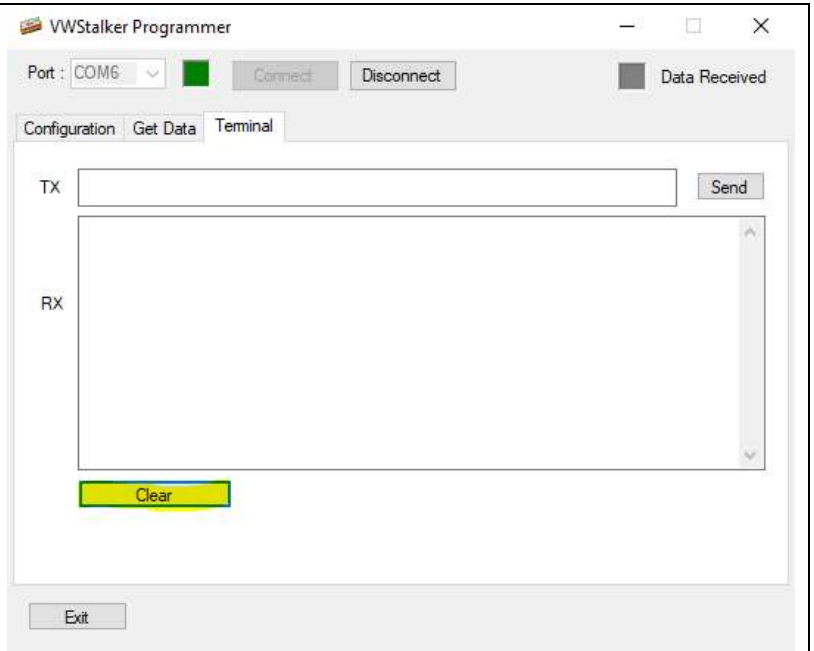 VWStalker Programmer
Port : COM6 Connect Disconnect Data Received
Configuration Get Data Terminal
TX Send
RX
Clear
Exit